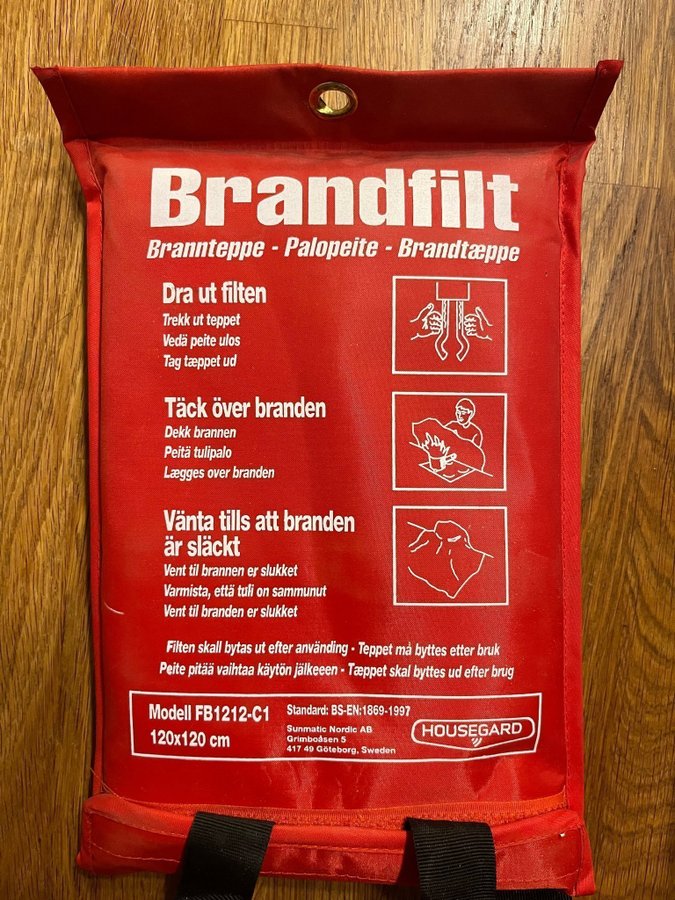 Brandfilt
Brannteppe - Palopeite - Brandtæppe
Dra ut filten
Trekk ut teppet
Vedä peite ulos
Tag tæppet ud
Täck över branden
Dekk brannen
Peitä tulipalo
Lægges over branden
Vänta tills att branden
är släckt
Vent til brannen er slukket
Varmista, että tuli on sammunut
Vent til branden er slukket
Filten skall bytas ut efter använding - Teppet må byttes etter bruk
Peite pitää vaihtaa käytön jälkeeen - Tæppet skal byttes ud efter brug
Modell FB1212-C1
120x120 cm
Standard: BS-EN:1869-1997
Sunmatic Nordic AB
Grimboåsen 5
417 49 Göteborg, Sweden
HOUSEGARD